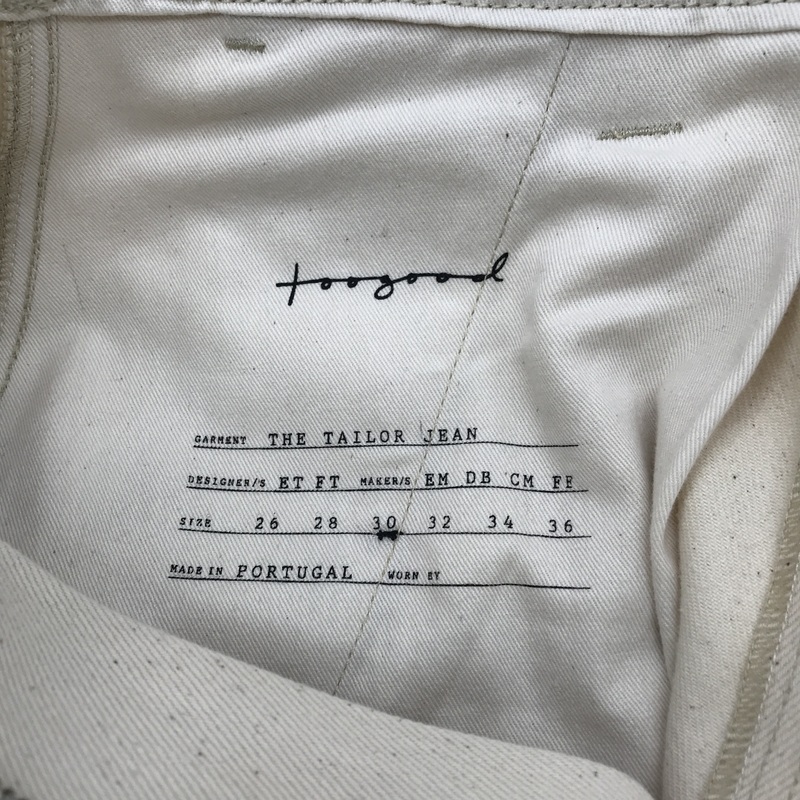 toogood
GARMENT THE TAILOR JEAN
DESIGNER/S ET FT MAKER/S EM DB CM FF
SIZE 26 28 30 32 34 36
MADE IN PORTUGAL WORN BY